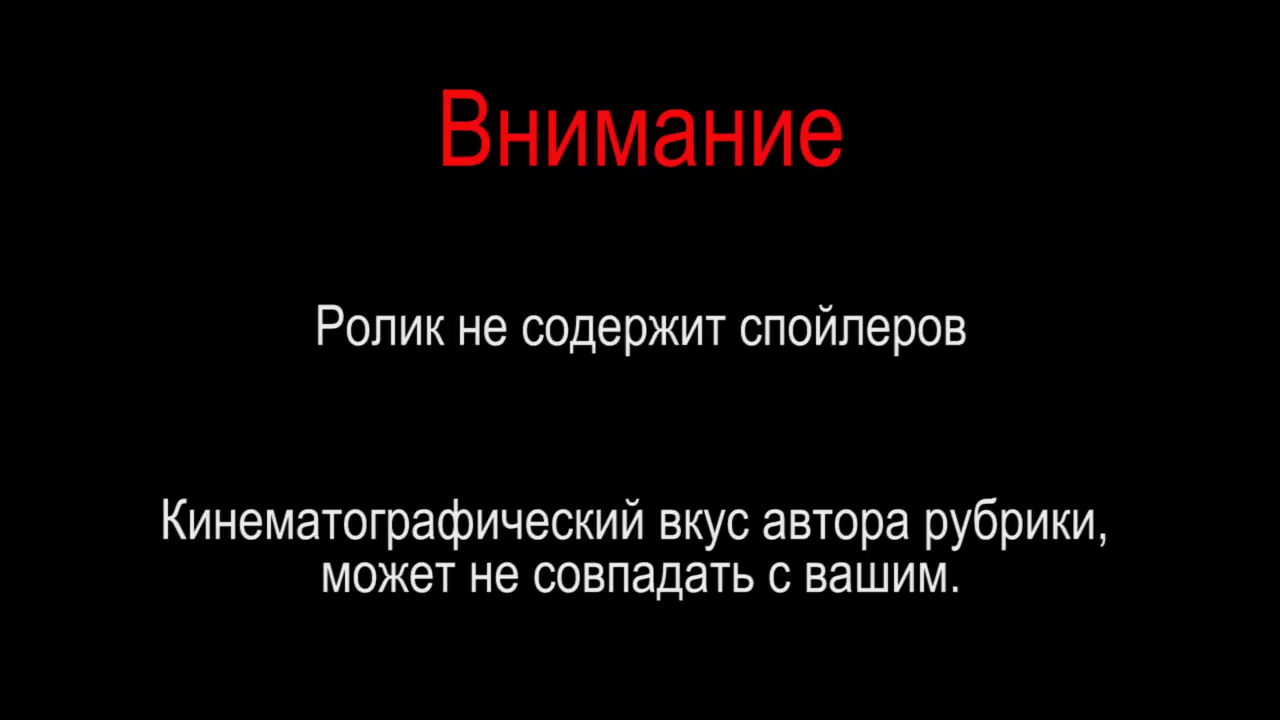 Внимание
Ролик не содержит спойлеров
Кинематографический вкус автора рубрики,
может не совпадать с вашим.